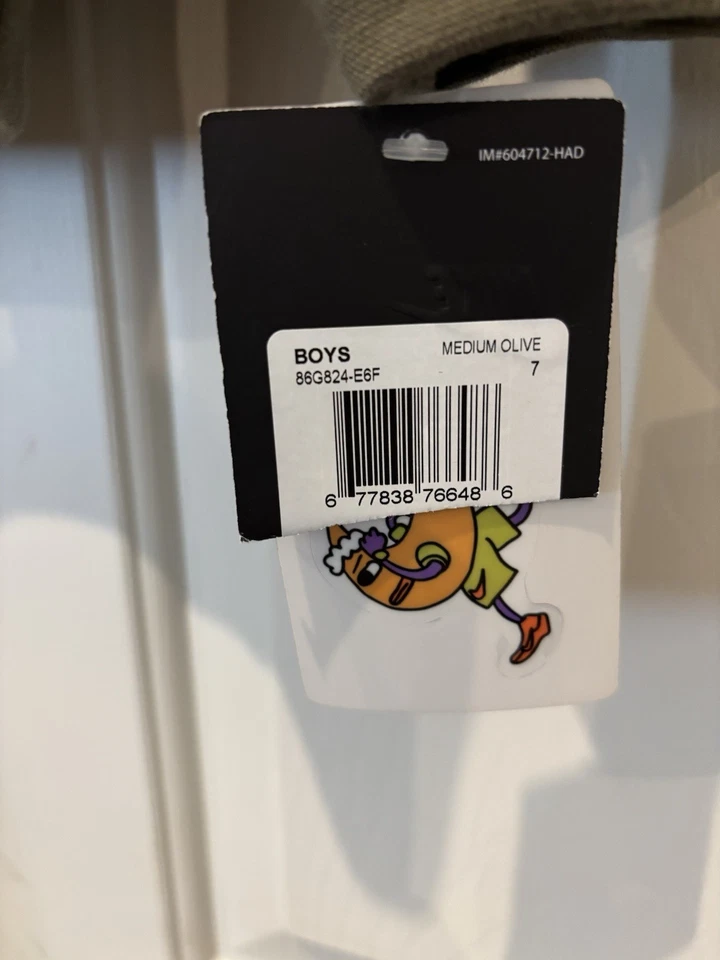 IM#604712-HAD
BOYS MEDIUM OLIVE
86G824-E6F 7
6 77838 76648 6